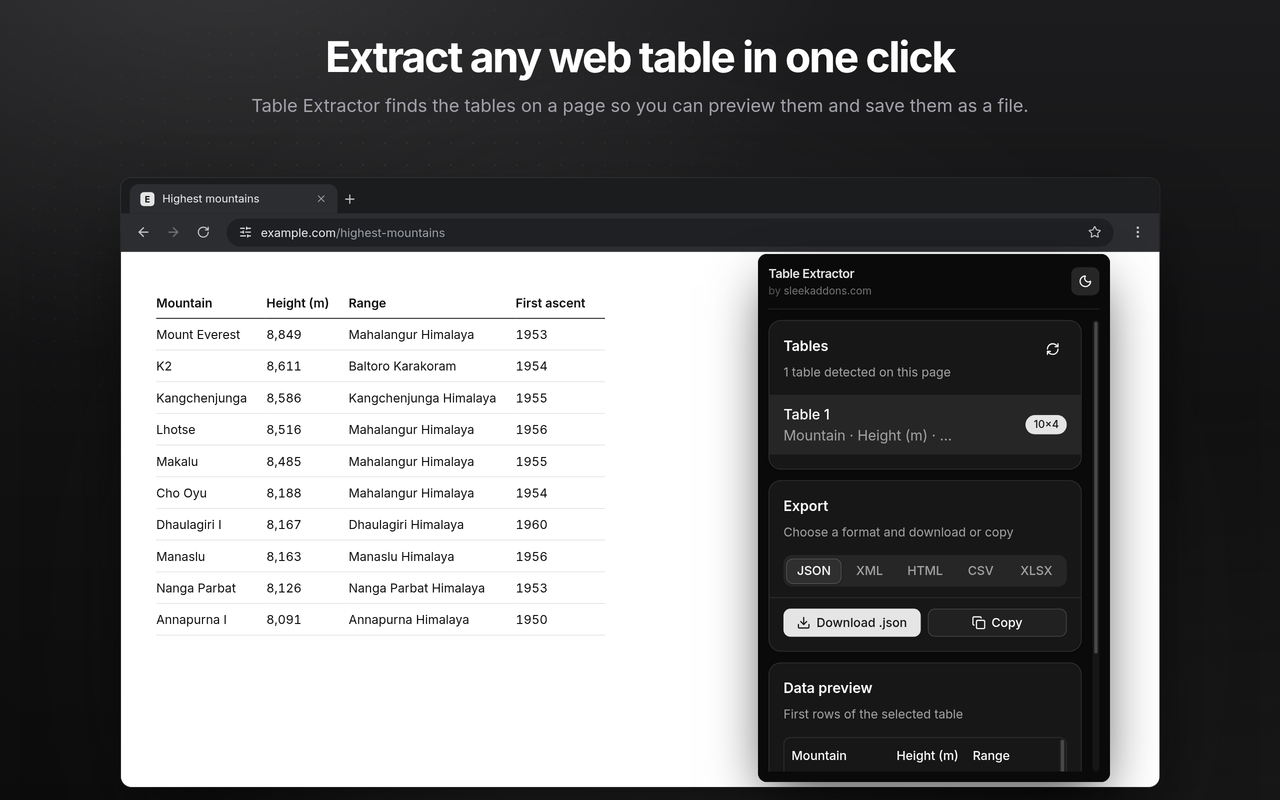 Extract any web table in one click
Table Extractor finds the tables on a page so you can preview them and save them as a file.
E Highest mountains
example.com/highest-mountains
Mountain Height (m) Range First ascent
Mount Everest 8,849 Mahalangur Himalaya 1953
K2 8,611 Baltoro Karakoram 1954
Kangchenjunga 8,586 Kangchenjunga Himalaya 1955
Lhotse 8,516 Mahalangur Himalaya 1956
Makalu 8,485 Mahalangur Himalaya 1955
Cho Oyu 8,188 Mahalangur Himalaya 1954
Dhaulagiri I 8,167 Dhaulagiri Himalaya 1960
Manaslu 8,163 Manaslu Himalaya 1956
Nanga Parbat 8,126 Nanga Parbat Himalaya 1953
Annapurna I 8,091 Annapurna Himalaya 1950
Table Extractor
by sleekaddons.com
Tables
1 table detected on this page
Table 1
Mountain · Height (m) · ...
10×4
Export
Choose a format and download or copy
JSON XML HTML CSV XLSX
Download .json Copy
Data preview
First rows of the selected table
Mountain Height (m) Range